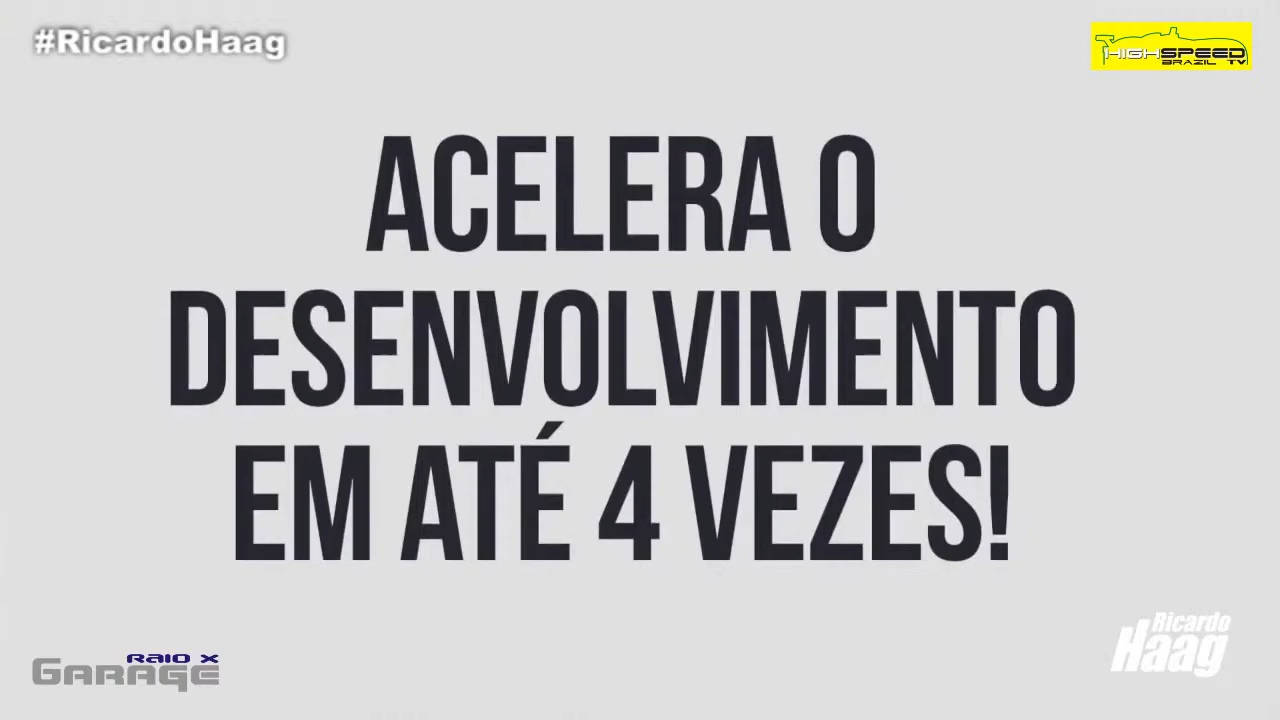 #RicardoHaag
HIGHSPEED
BRAZIL TV
ACELERA O
DESENVOLVIMENTO
EM ATÉ 4 VEZES!
RAIO X
GARAGE
Ricardo
Haag